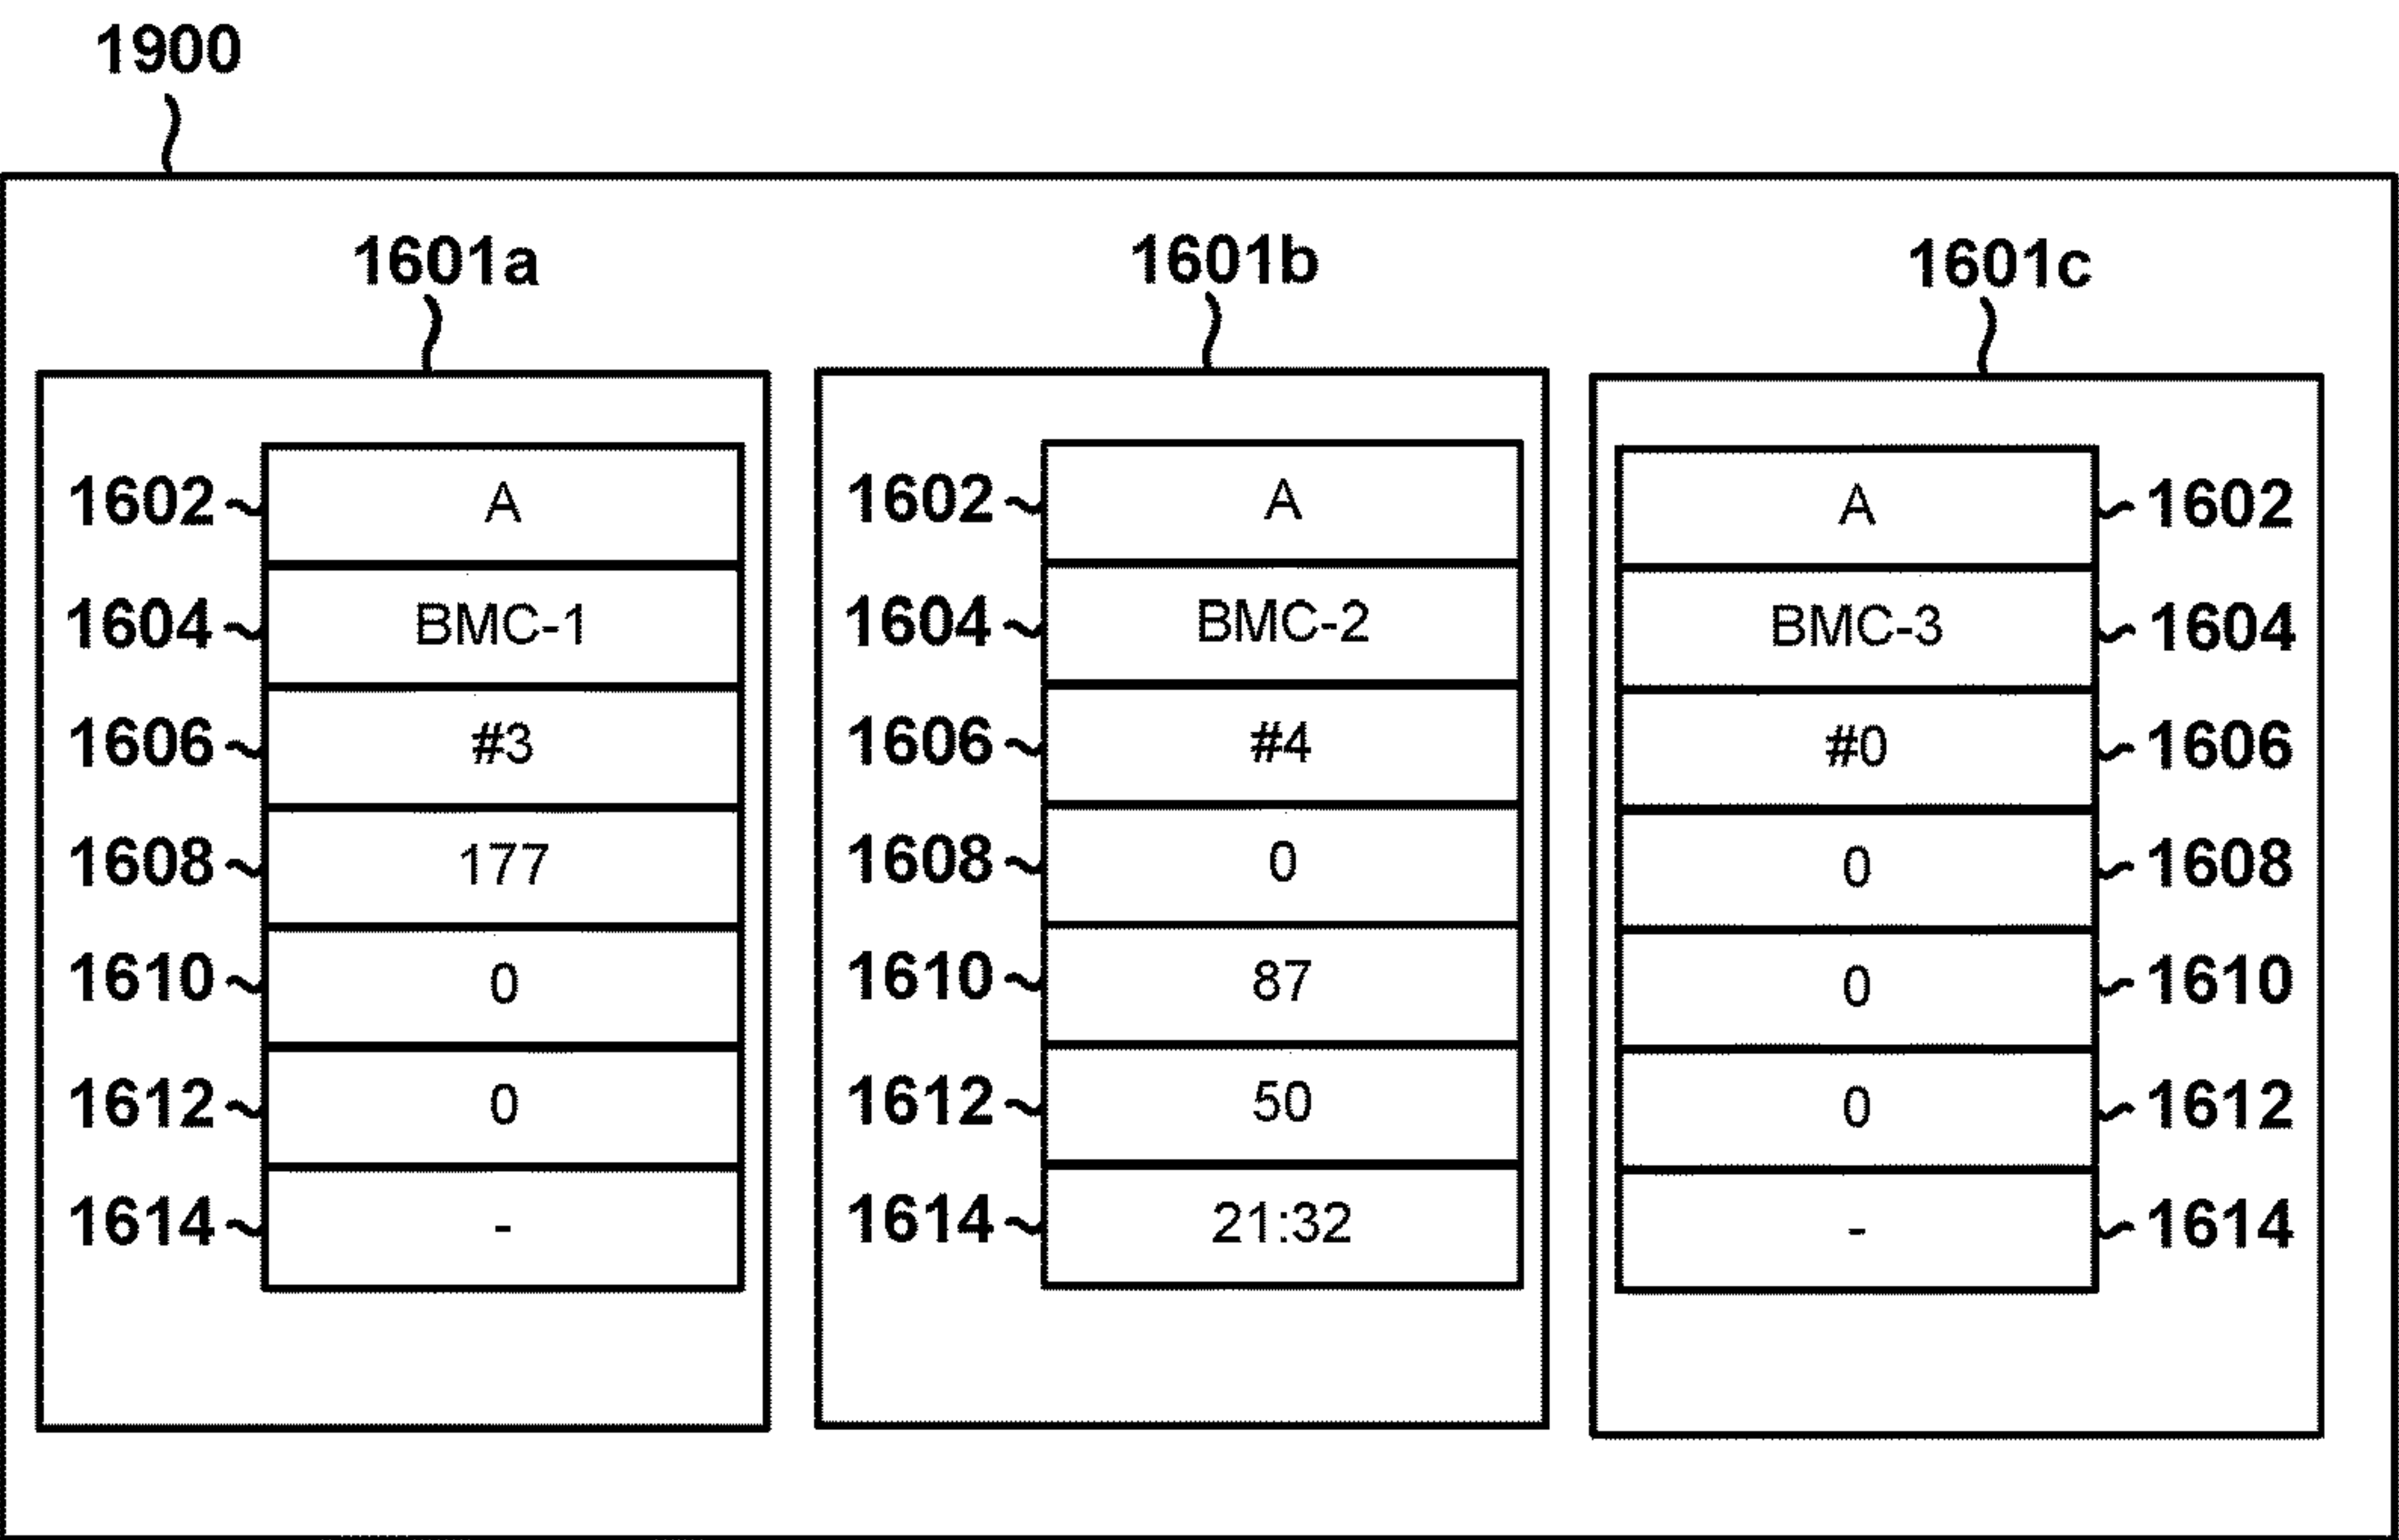 1900
1601a 1601b 1601c
1602 A 1602 A A 1602
1604 BMC-1 1604 BMC-2 BMC-3 1604
1606 #3 1606 #4 #0 1606
1608 177 1608 0 0 1608
1610 0 1610 87 0 1610
1612 0 1612 50 0 1612
1614 - 1614 21:32 - 1614